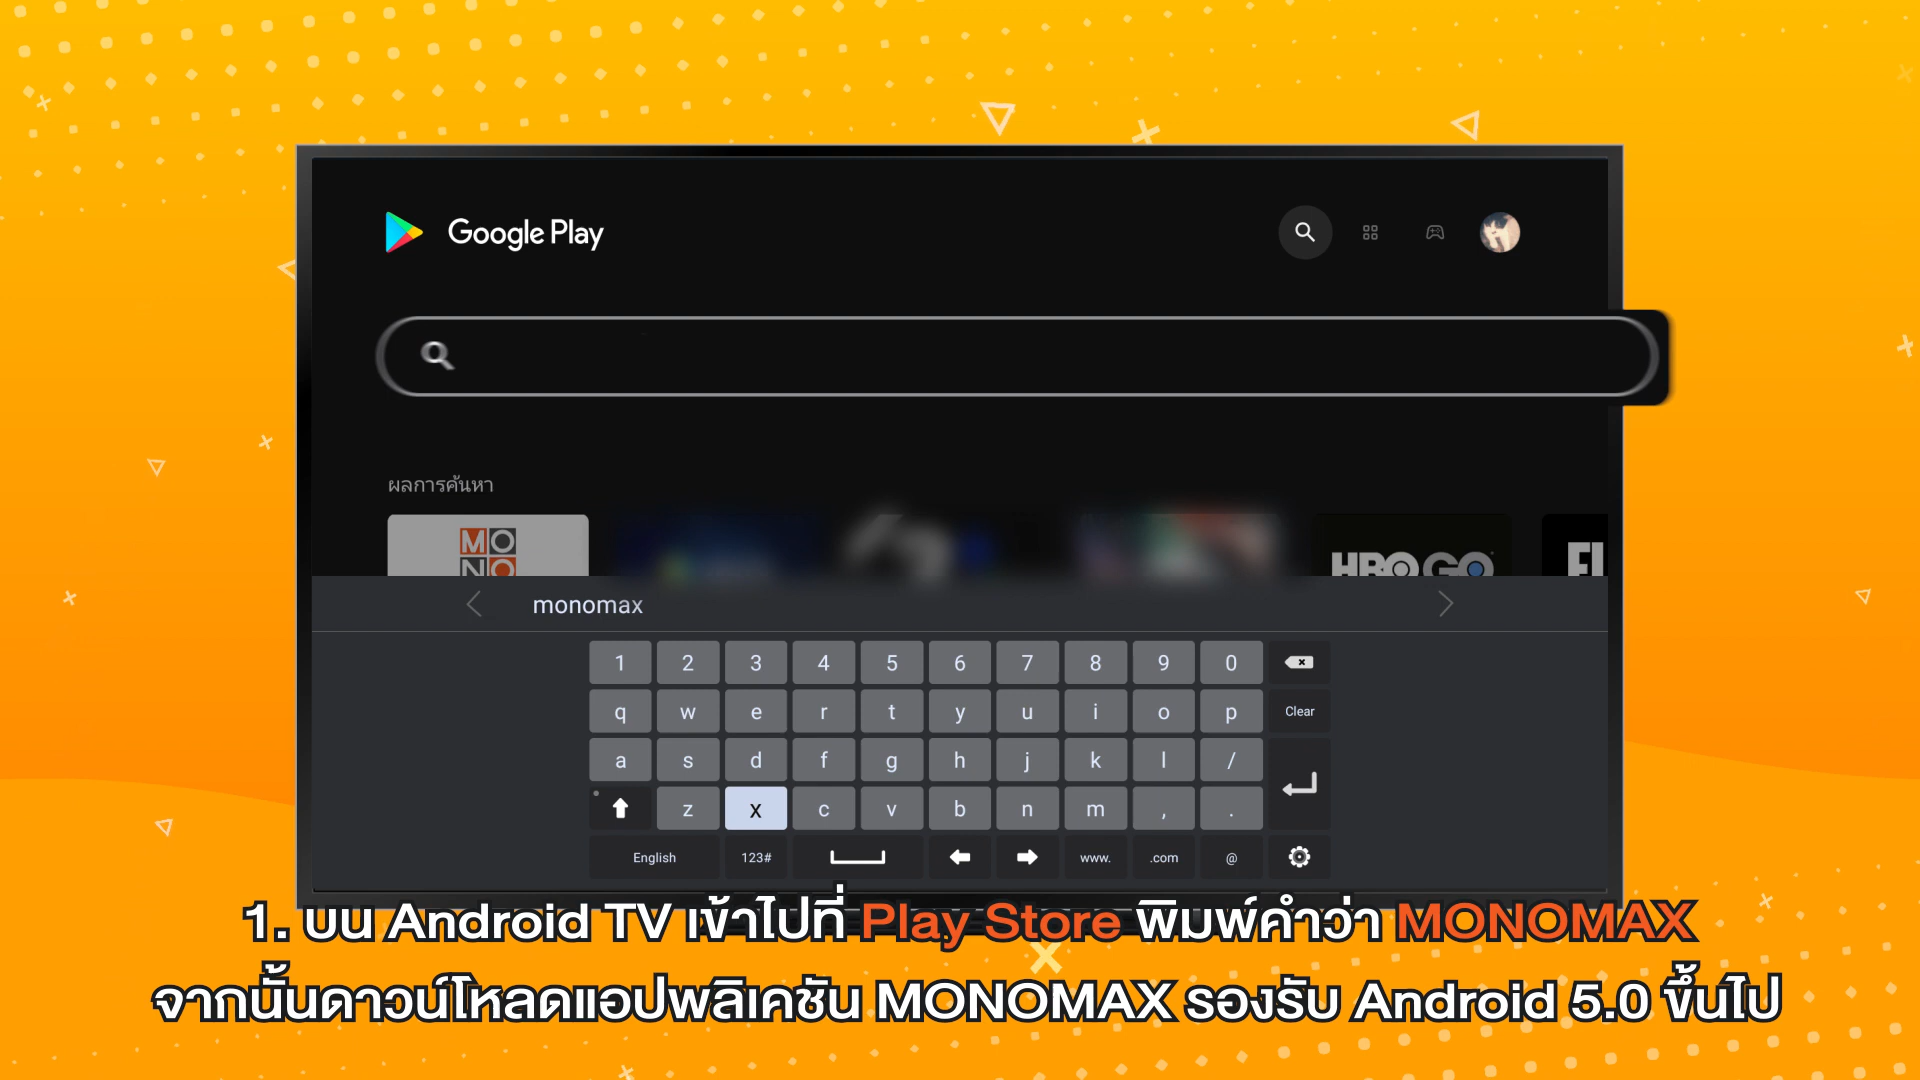 Google Play
ผลการค้นหา
MO
NO
HBO GO
monomax
1 2 3 4 5 6 7 8 9 0
q w e r t y u i o p Clear
a s d f g h j k l /
z x c v b n m , .
English 123# www. .com @
1. บน Android TV เข้าไปที่ Play Store พิมพ์คำว่า MONOMAX
จากนั้นดาวน์โหลดแอปพลิเคชัน MONOMAX รองรับ Android 5.0 ขึ้นไป